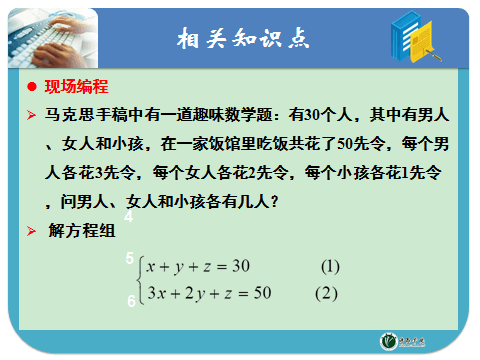 相关知识点
现场编程
马克思手稿中有一道趣味数学题：有30个人，其中有男人
、女人和小孩，在一家饭馆里吃饭共花了50先令，每个男
人各花3先令，每个女人各花2先令，每个小孩各花1先令
，问男人、女人和小孩各有几人？
4
解方程组
5
x + y + z = 30 (1)
6
3x + 2y + z = 50 (2)